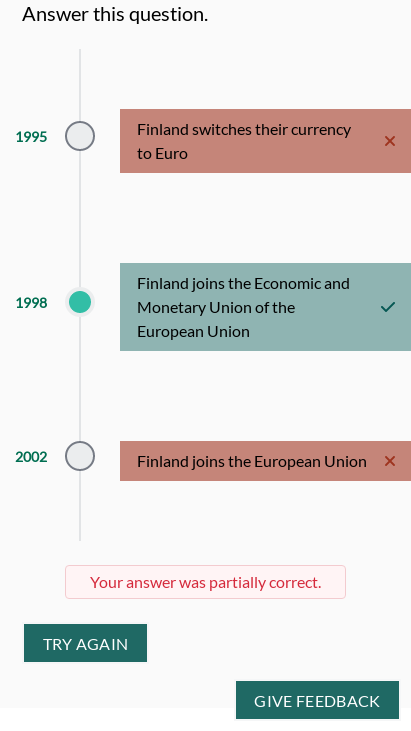 Answer this question.
1995
Finland switches their currency
to Euro
1998
Finland joins the Economic and
Monetary Union of the
European Union
2002
Finland joins the European Union
Your answer was partially correct.
TRY AGAIN
GIVE FEEDBACK